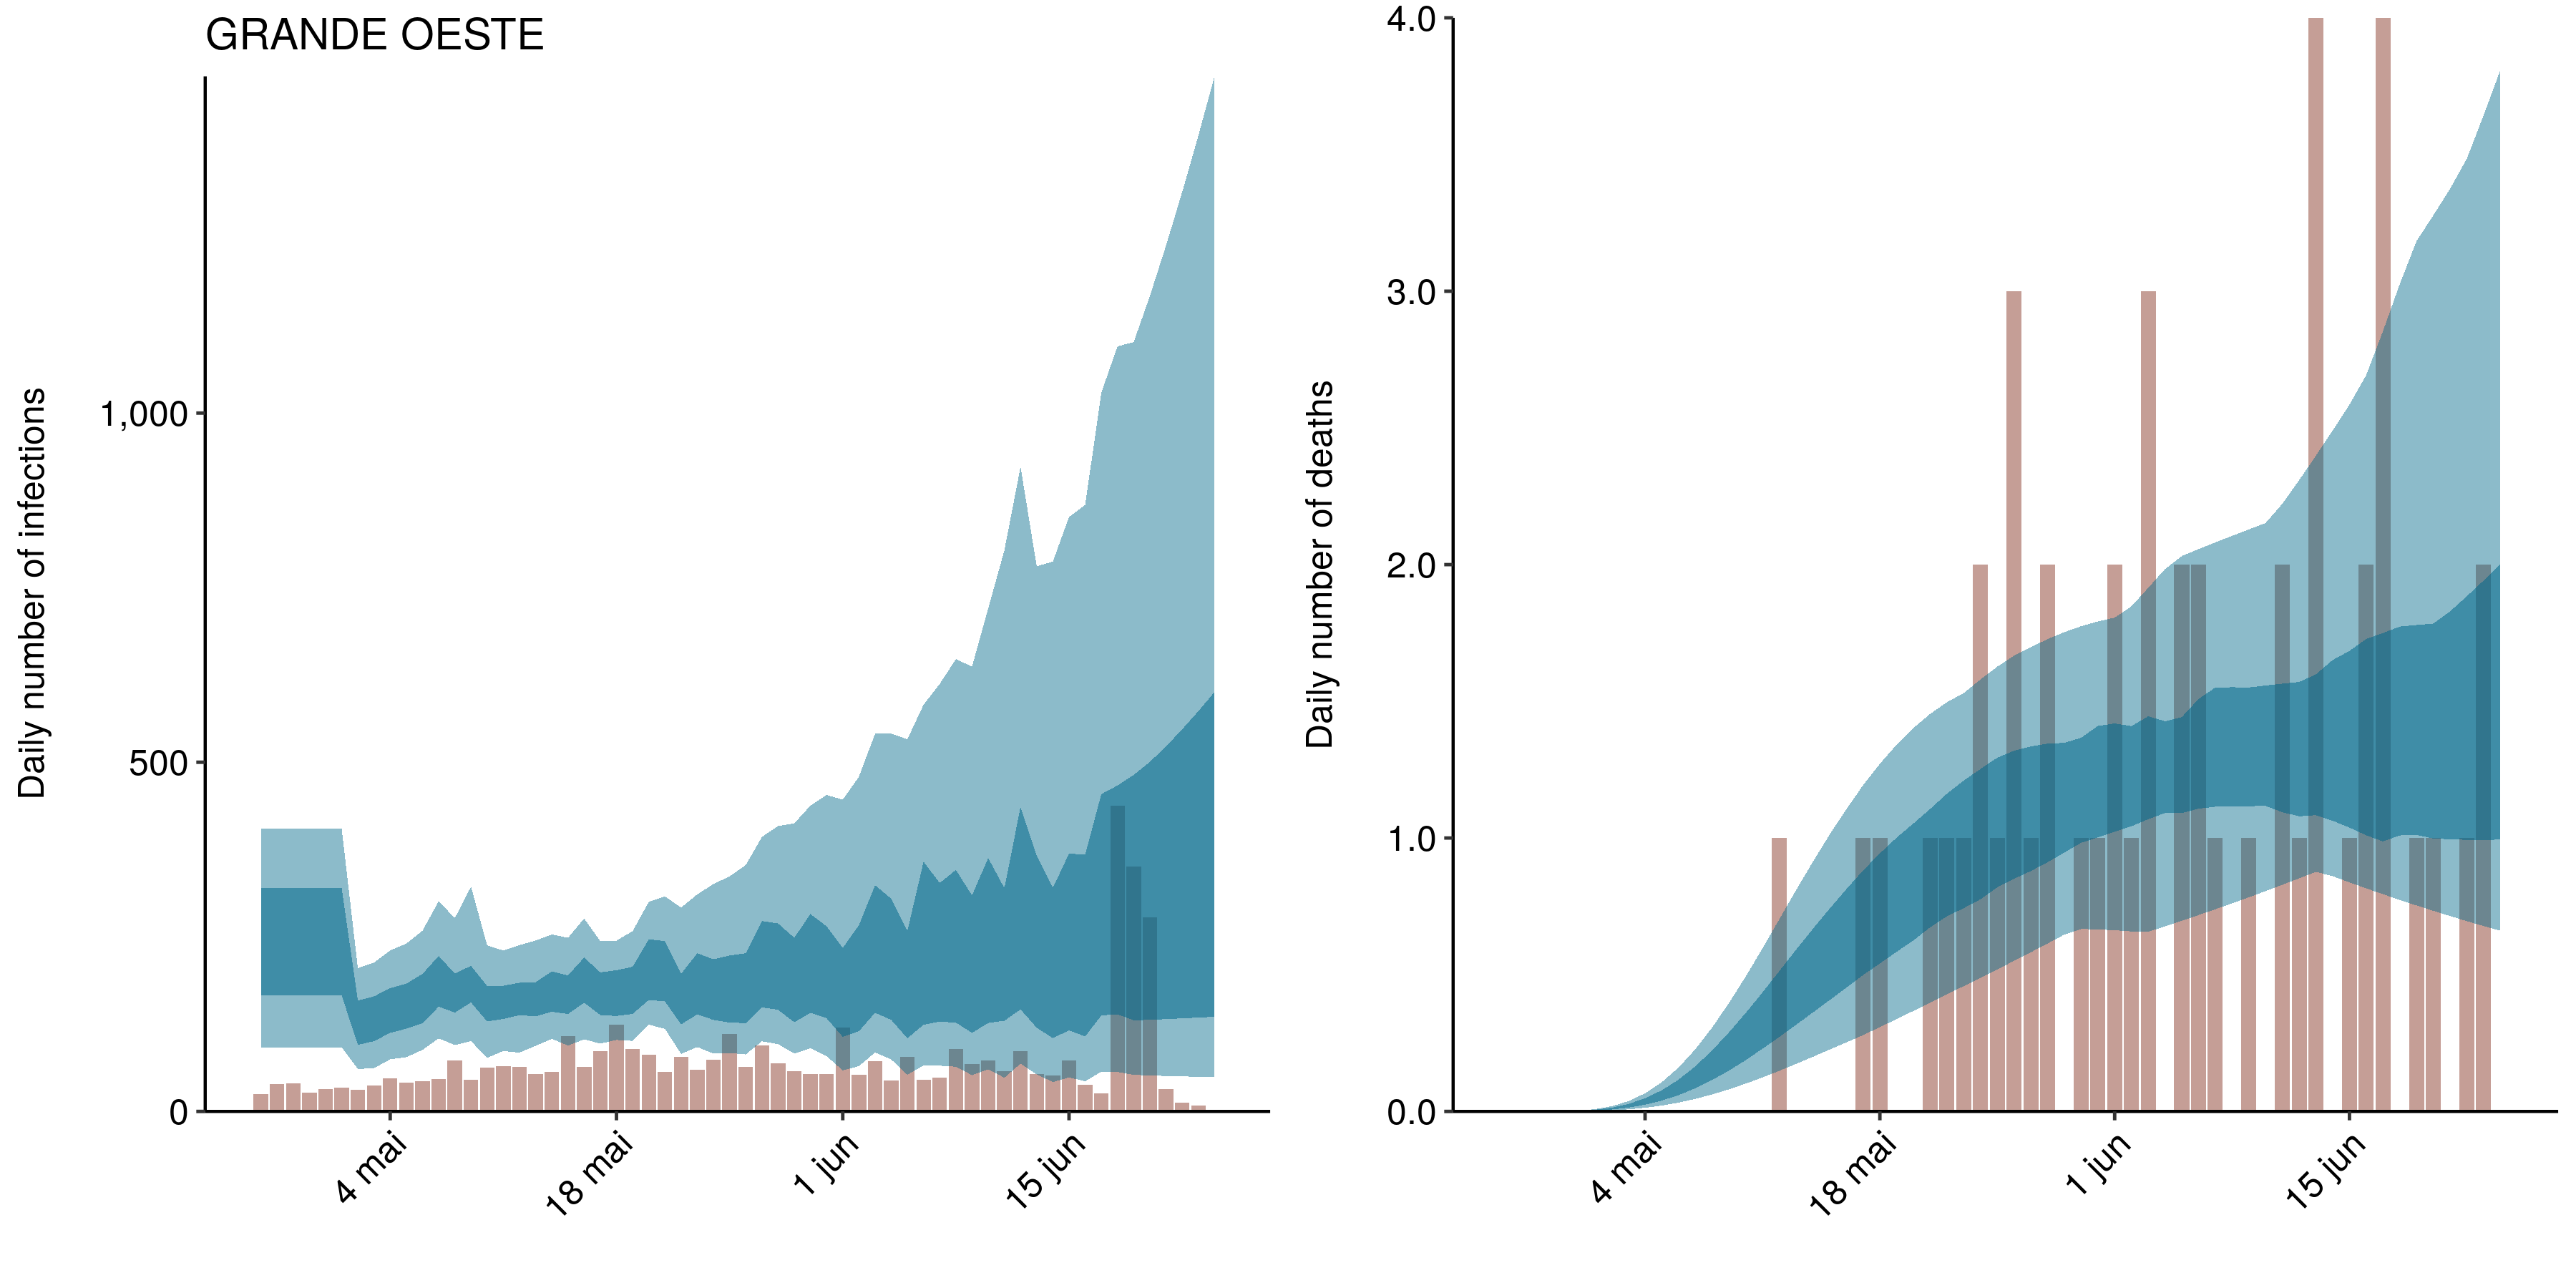 GRANDE OESTE
Daily number of infections
1,000
500
0
4 mai
18 mai
1 jun
15 jun
Daily number of deaths
4.0
3.0
2.0
1.0
0.0
4 mai
18 mai
1 jun
15 jun